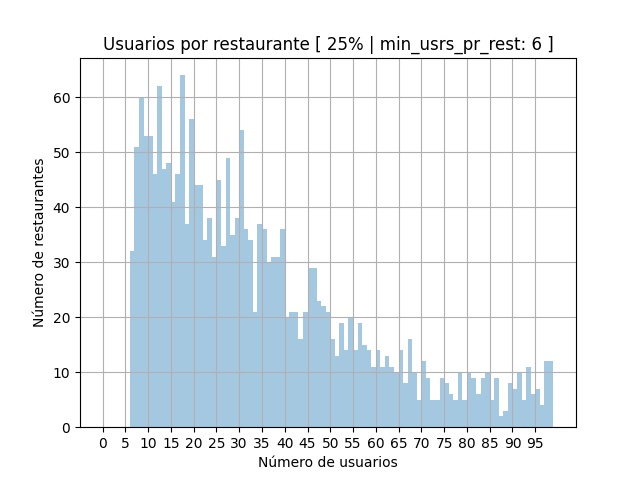 Usuarios por restaurante [ 25% | min_usrs_pr_rest: 6 ]
60
50
40
30
20
10
0
Número de restaurantes
0 5 10 15 20 25 30 35 40 45 50 55 60 65 70 75 80 85 90 95
Número de usuarios